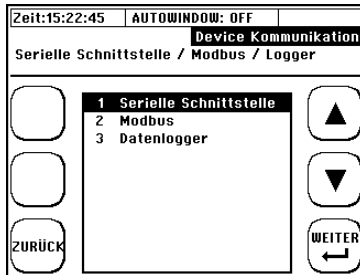 Zeit:15:22:45 AUTOWINDOW: OFF
Device Kommunikation
Serielle Schnittstelle / Modbus / Logger
1 Serielle Schnittstelle
2 Modbus
3 Datenlogger
ZURÜCK
WEITER